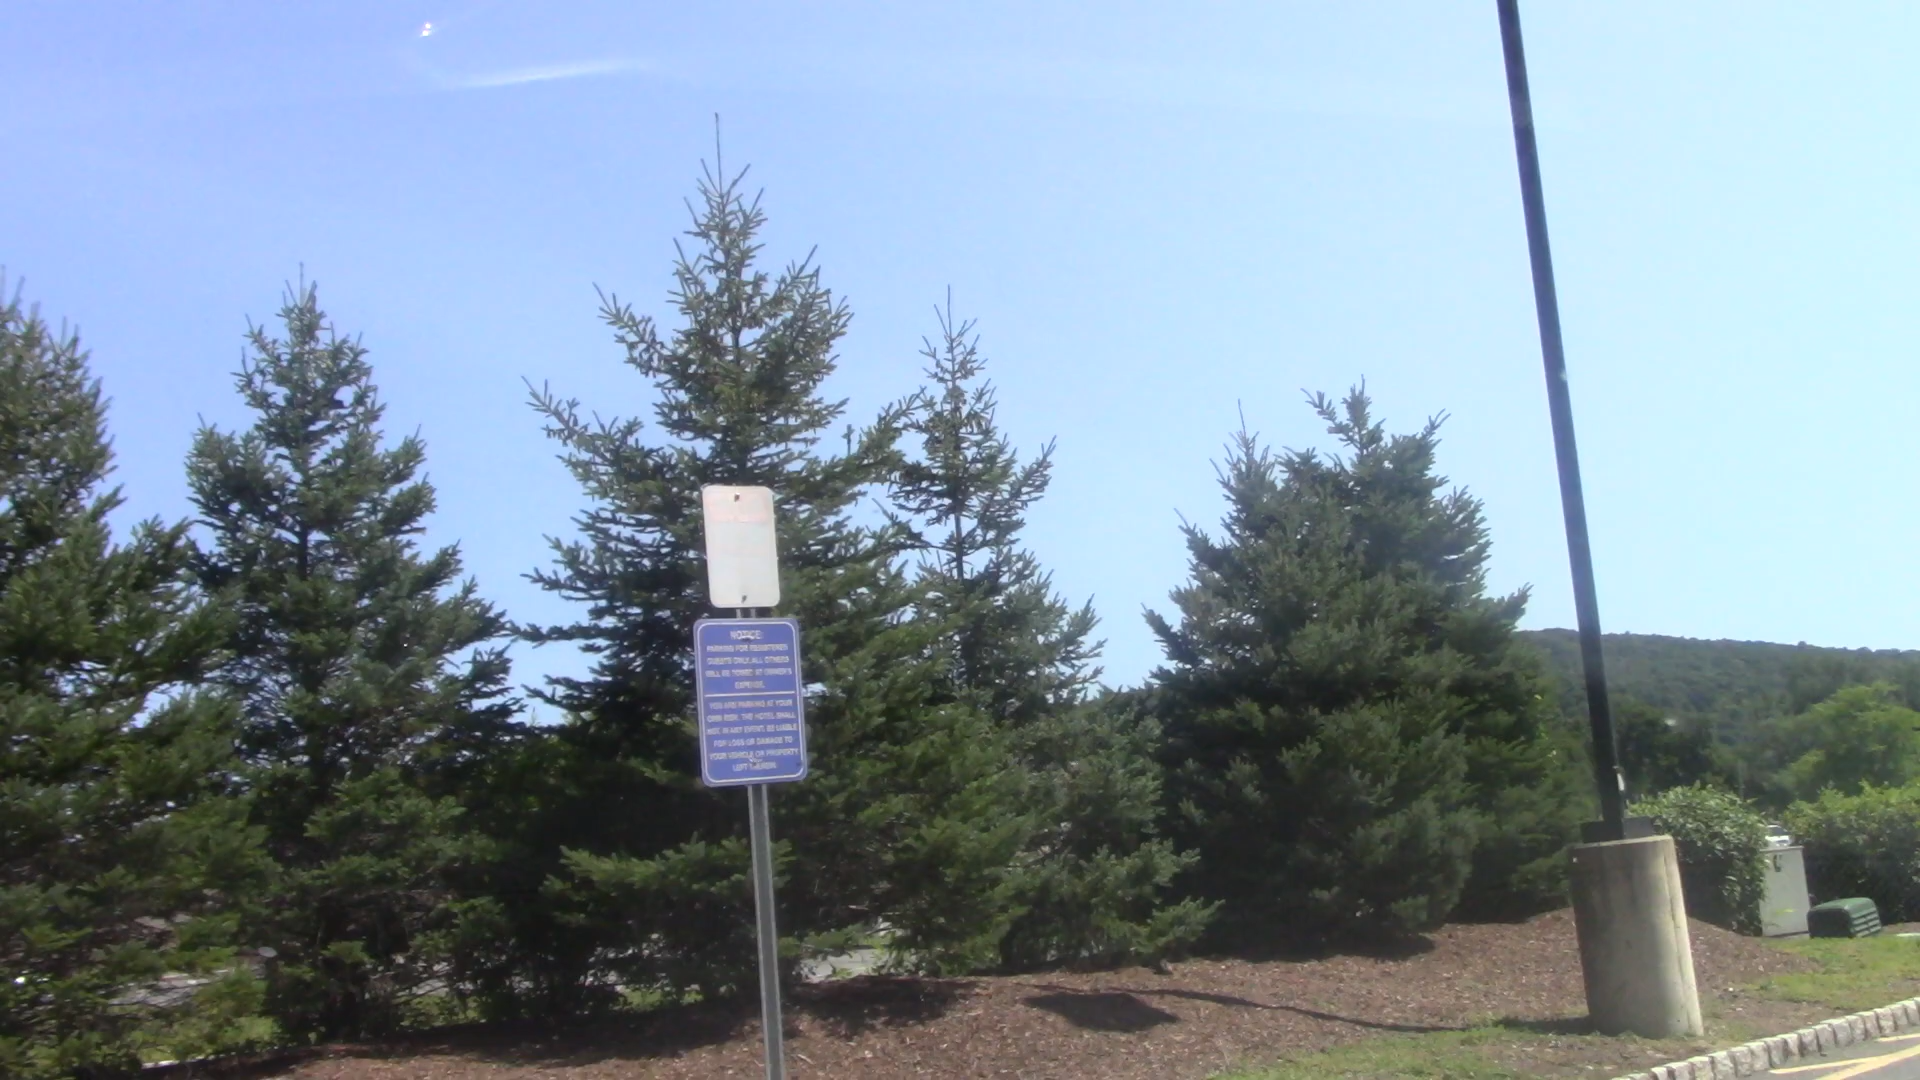 NOTICE:
PARKING FOR REGISTERED
GUESTS ONLY. ALL OTHERS
WILL BE TOWED AT OWNER'S
EXPENSE.
YOU ARE PARKING AT YOUR
OWN RISK. THE HOTEL SHALL
NOT, IN ANY EVENT, BE LIABLE
FOR LOSS OR DAMAGE TO
YOUR VEHICLE OR PROPERTY
LEFT THEREIN.